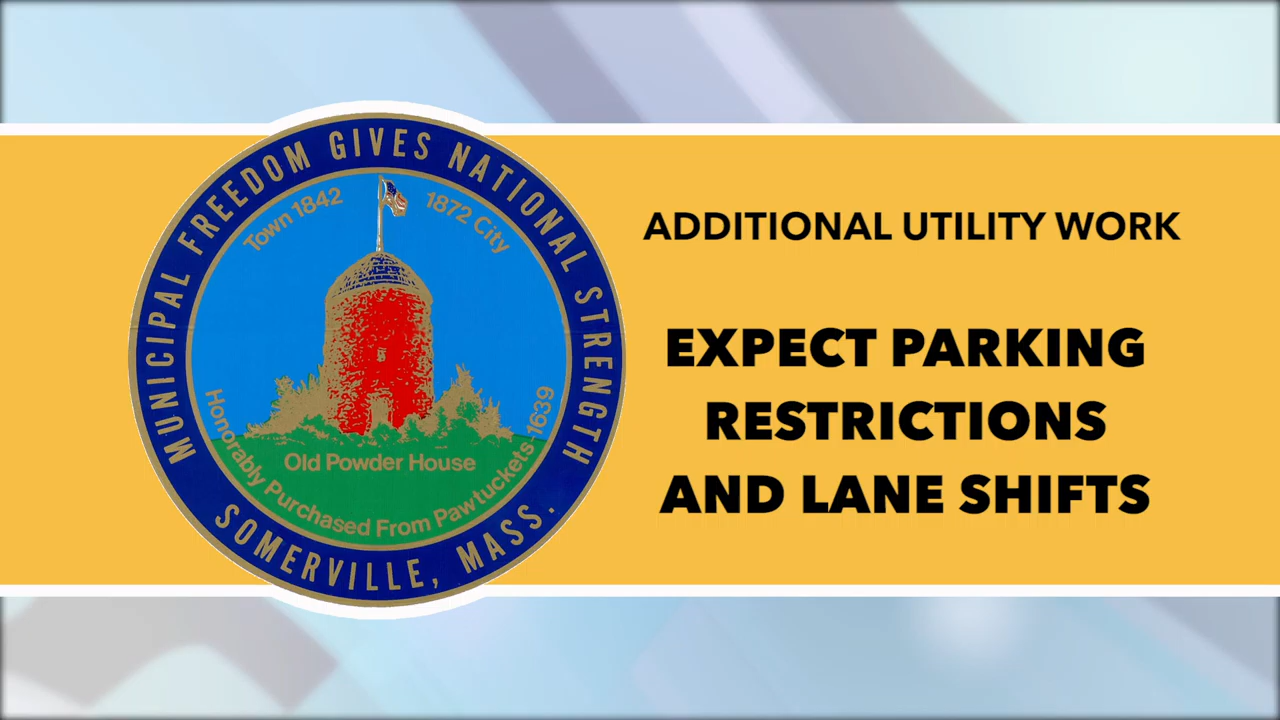 MUNICIPAL FREEDOM GIVES NATIONAL STRENGTH
Town 1842
1872 City
Old Powder House
Honorably Purchased From Pawtuckets. 1639
SOMERVILLE, MASS.
ADDITIONAL UTILITY WORK
EXPECT PARKING
RESTRICTIONS
AND LANE SHIFTS